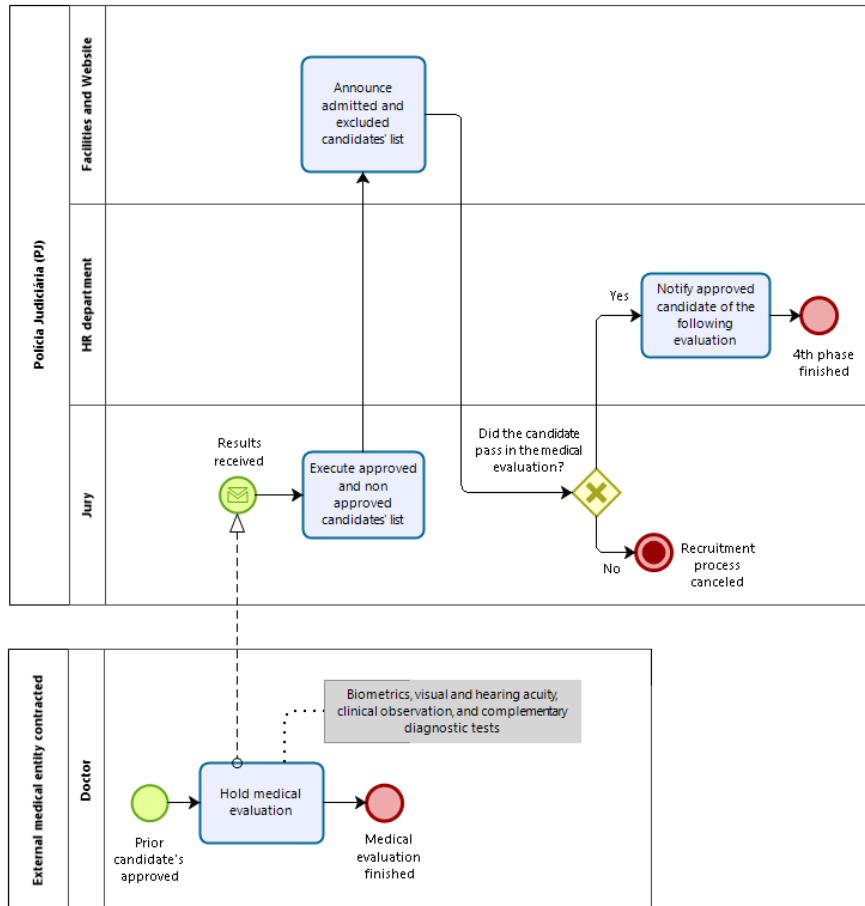 Polícia Judiciária (PJ)
Facilities and Website
Announce
admitted and
excluded
candidates' list
HR department
Yes
Notify approved
candidate of the
following
evaluation
4th phase
finished
Jury
Results
received
Execute approved
and non
approved
candidates' list
Did the candidate
pass in the medical
evaluation?
No
Recruitment
process
canceled
External medical entity contracted
Doctor
Biometrics, visual and hearing acuity,
clinical observation, and complementary
diagnostic tests
Prior
candidate's
approved
Hold medical
evaluation
Medical
evaluation
finished